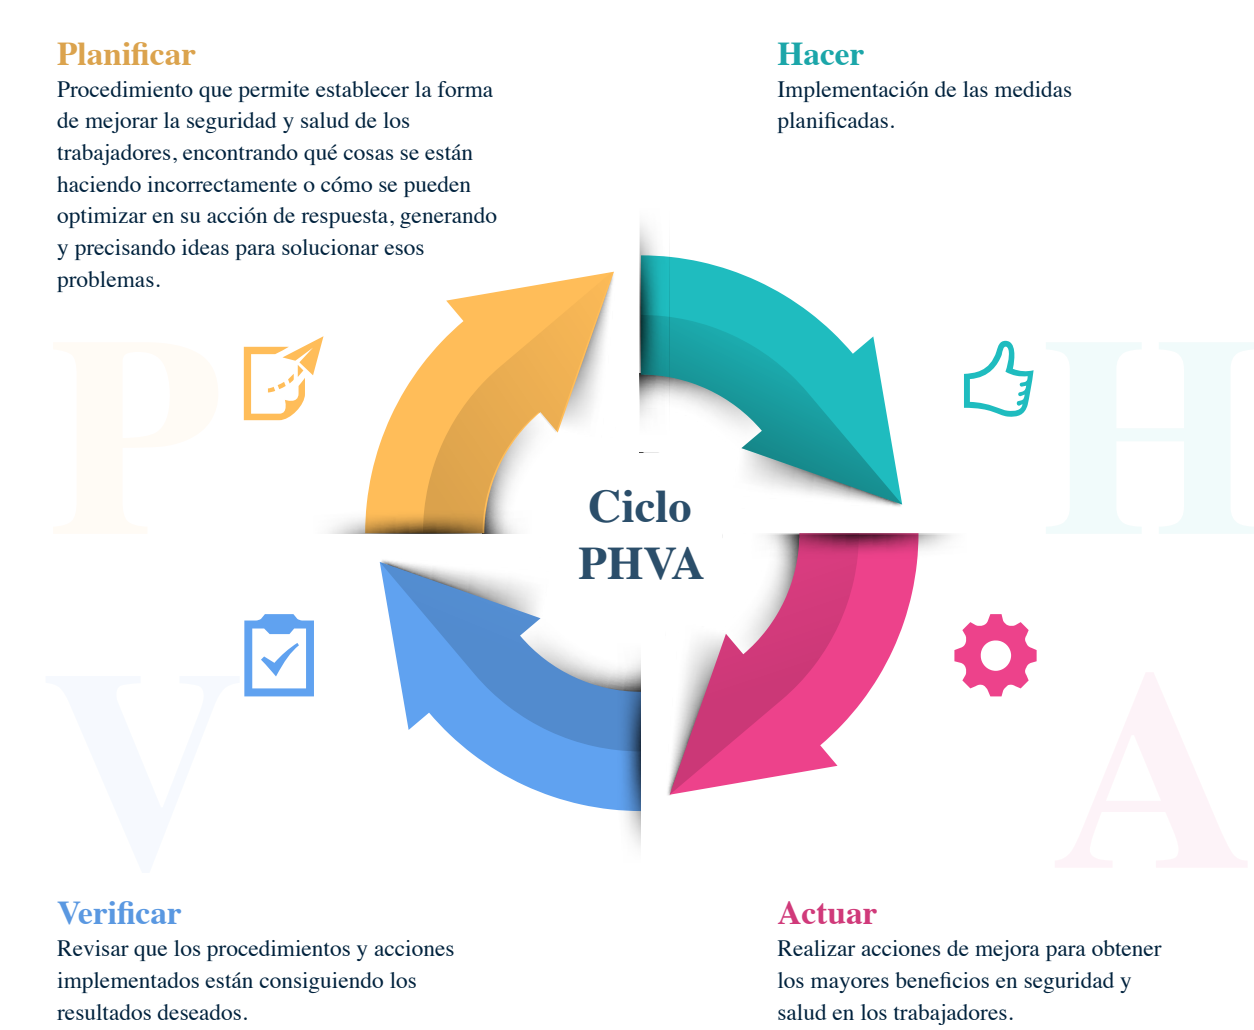 Planificar
Procedimiento que permite establecer la forma
de mejorar la seguridad y salud de los
trabajadores, encontrando qué cosas se están
haciendo incorrectamente o cómo se pueden
optimizar en su acción de respuesta, generando
y precisando ideas para solucionar esos
problemas.
Hacer
Implementación de las medidas
planificadas.
P
H
Ciclo
PHVA
V
A
Verificar
Revisar que los procedimientos y acciones
implementados están consiguiendo los
resultados deseados.
Actuar
Realizar acciones de mejora para obtener
los mayores beneficios en seguridad y
salud en los trabajadores.